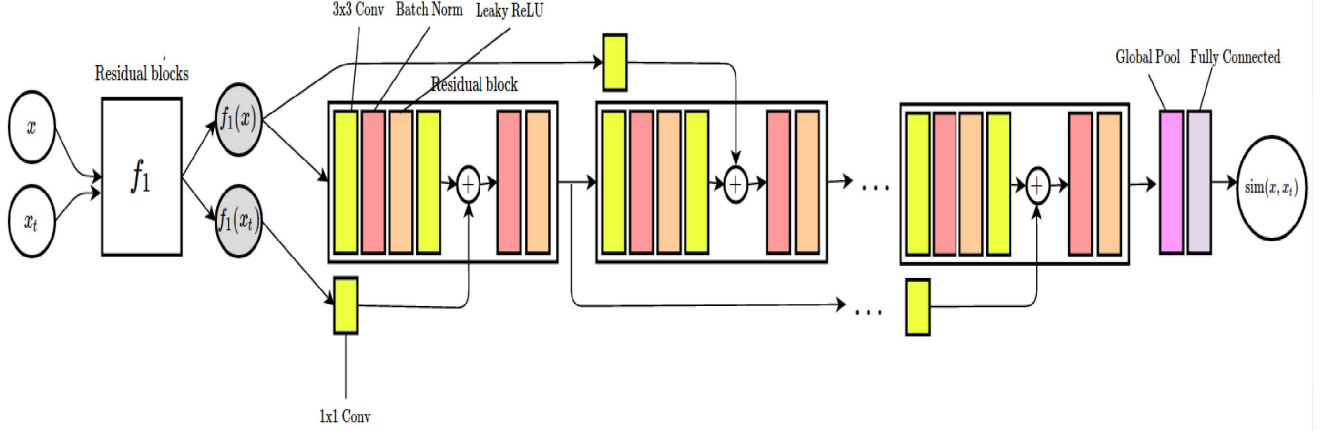 3x3 Conv Batch Norm Leaky ReLU
Residual blocks
Residual block
Global Pool Fully Connected
x
x_t
f_1
f_1(x)
f_1(x_t)
+
+
. . .
+
sim(x, x_t)
. . .
1x1 Conv